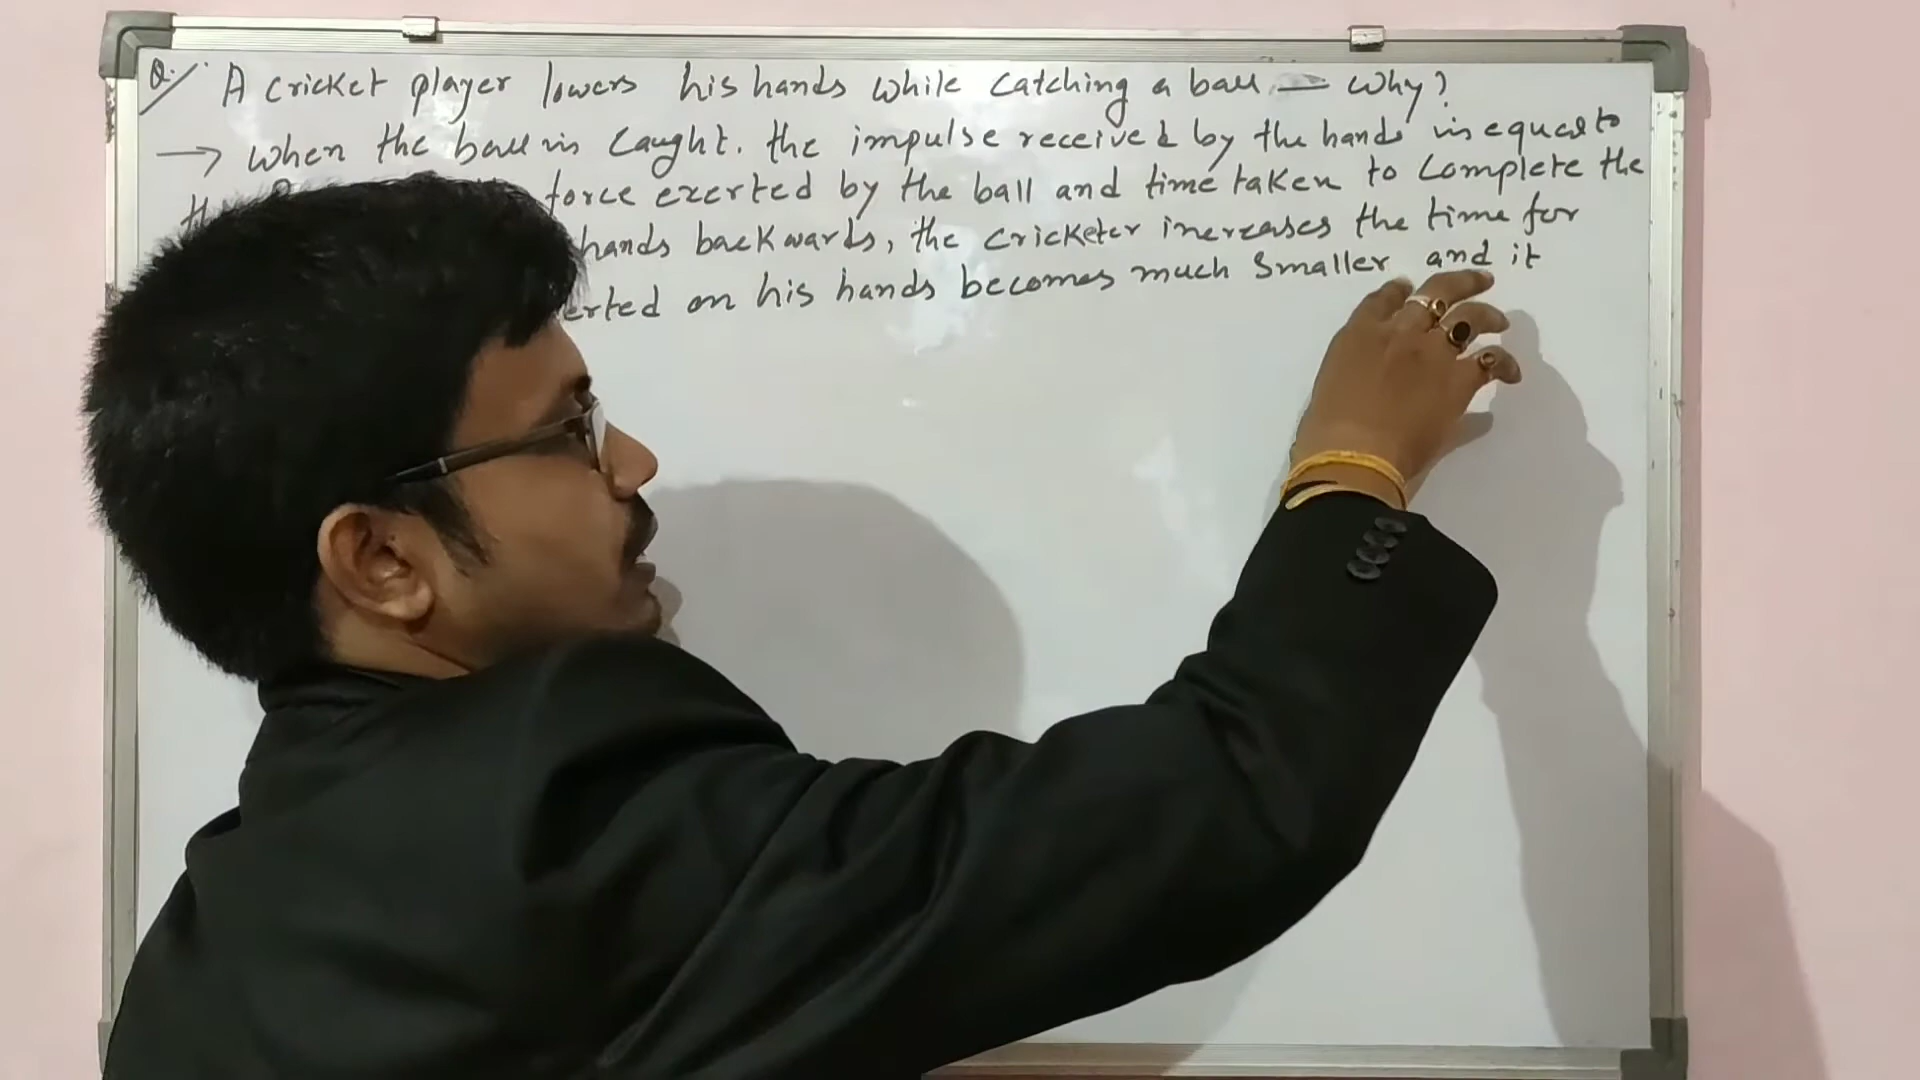 Q. A cricket player lowers his hands while catching a ball — Why?
→ When the ball is caught. the impulse received by the hands is equal to
force exerted by the ball and time taken to complete the
hands backwards, the cricketer increases the time for
erted on his hands becomes much smaller and it